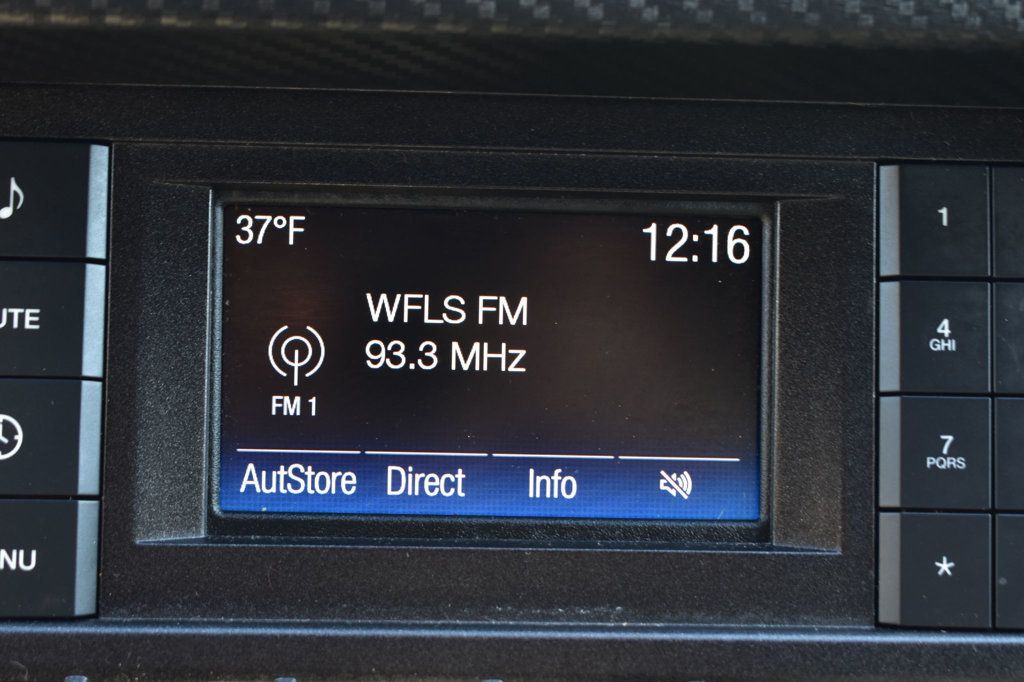 37°F
12:16
WFLS FM
93.3 MHz
FM 1
AutStore Direct Info
UTE
NU
1
4
GHI
7
PQRS
*